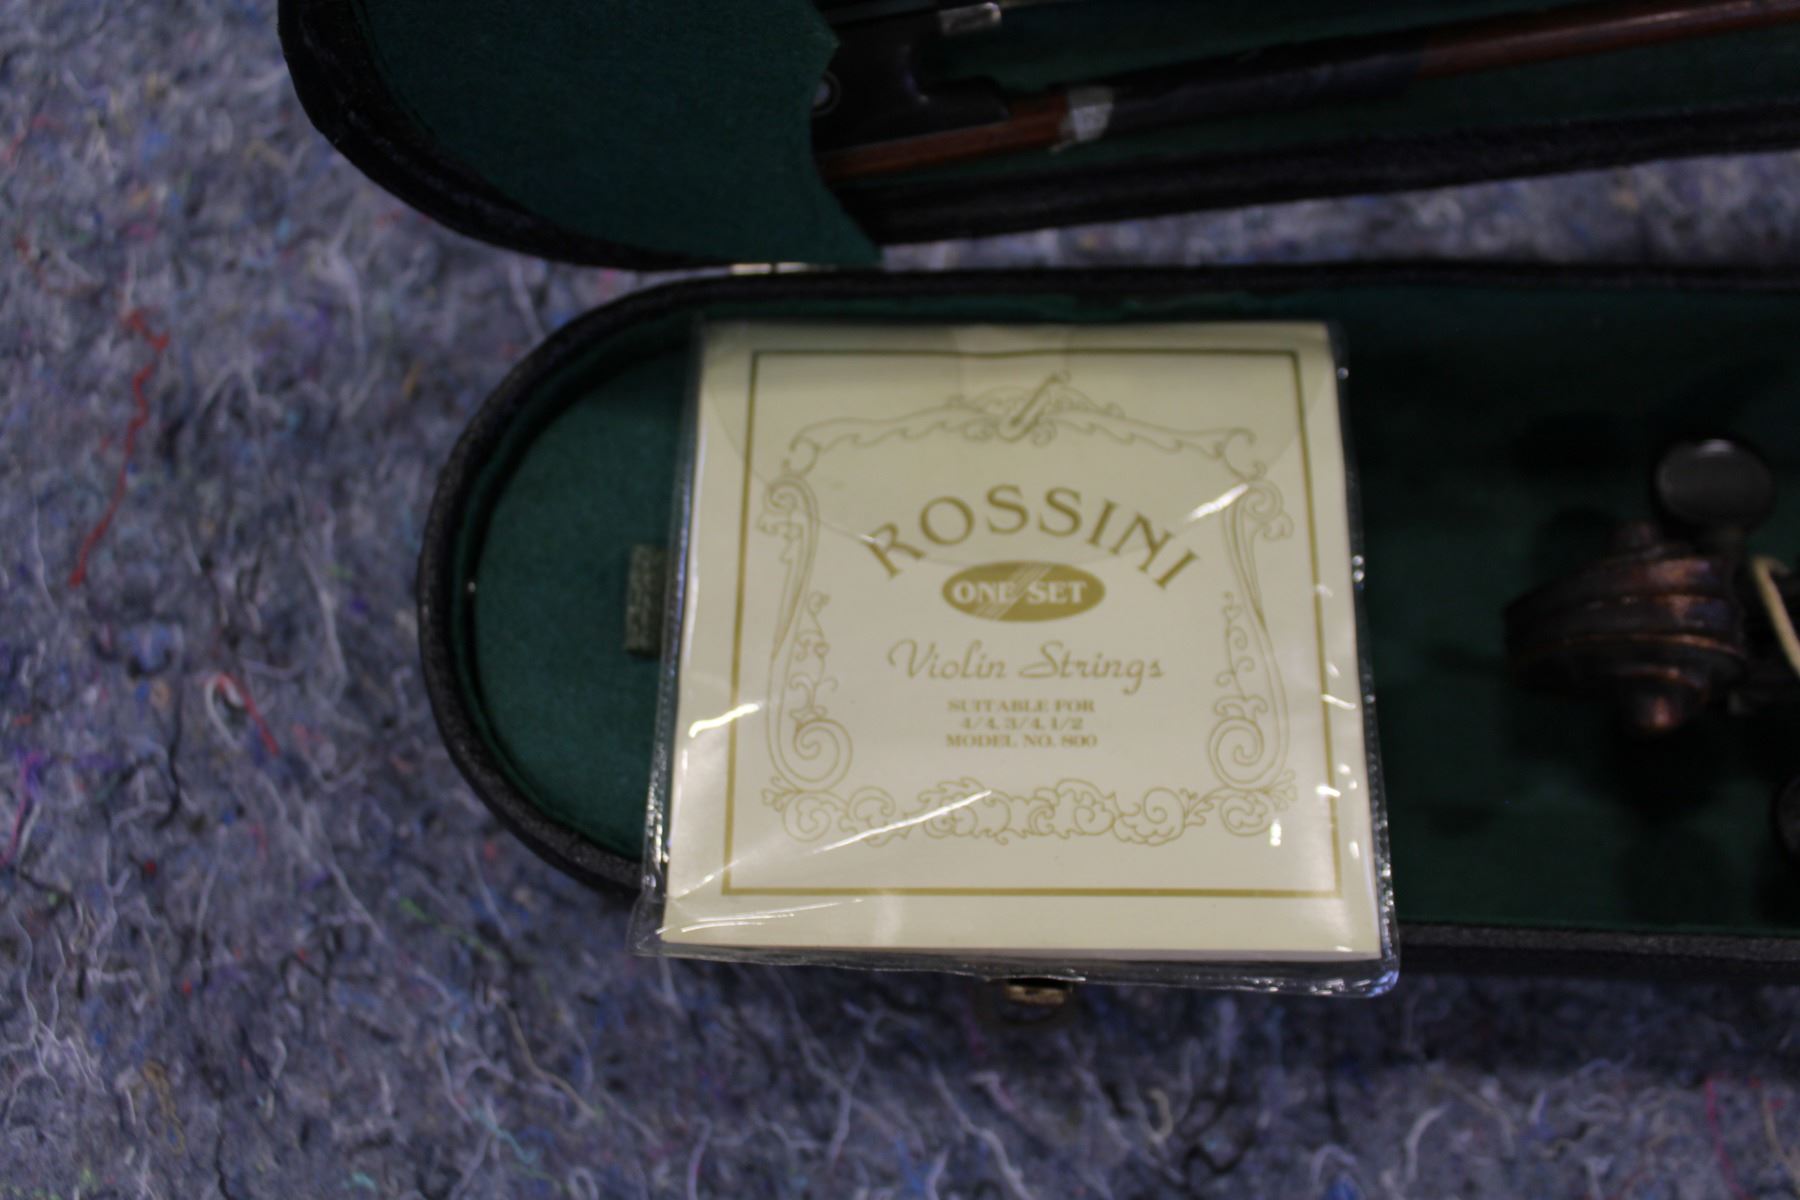 ROSSINI
ONE SET
Violin Strings
SUITABLE FOR
4/4, 3/4, 1/2
MODEL NO. 800